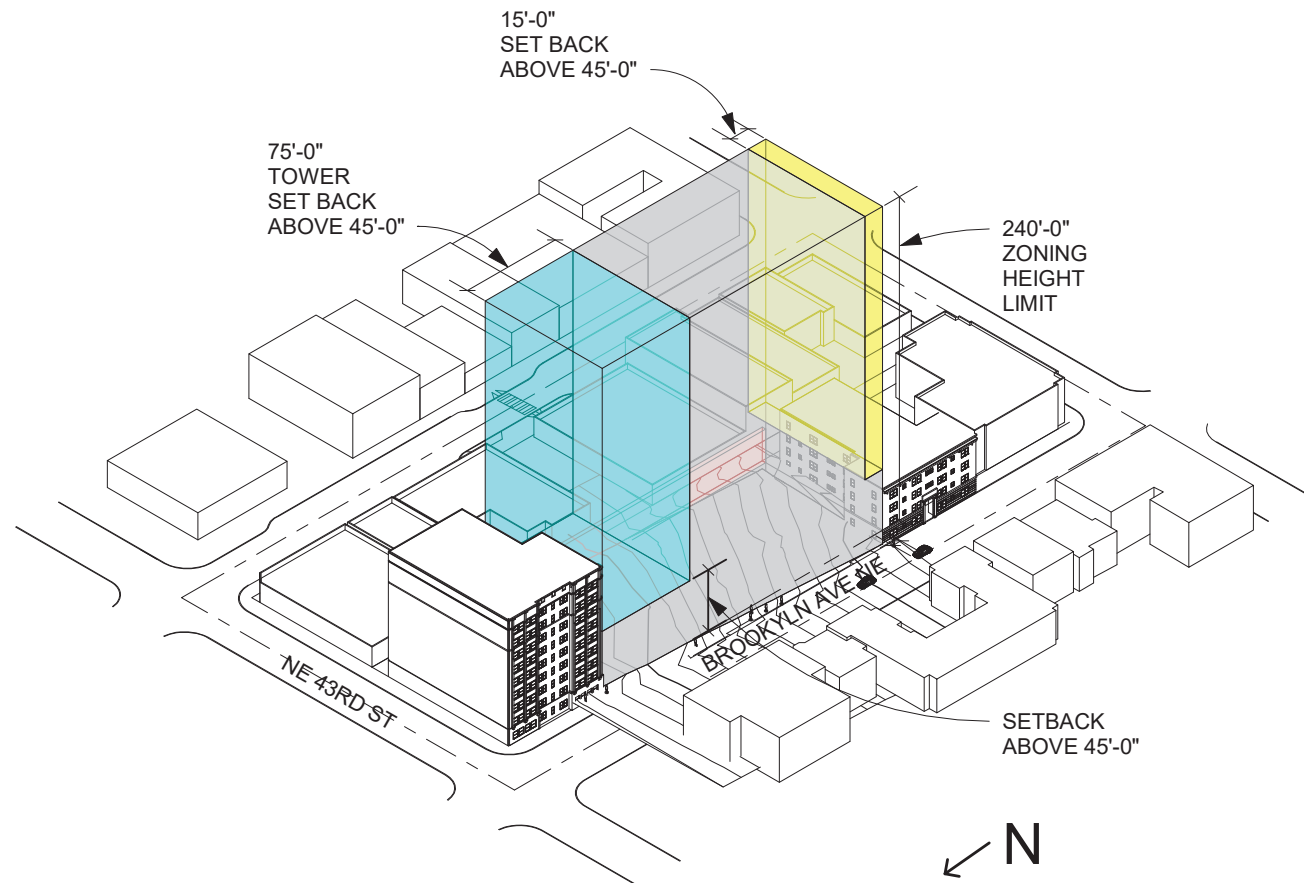 15'-0"
SET BACK
ABOVE 45'-0"
75'-0"
TOWER
SET BACK
ABOVE 45'-0"
240'-0"
ZONING
HEIGHT
LIMIT
BROOKYLN AVE NE
NE 43RD ST
SETBACK
ABOVE 45'-0"
N